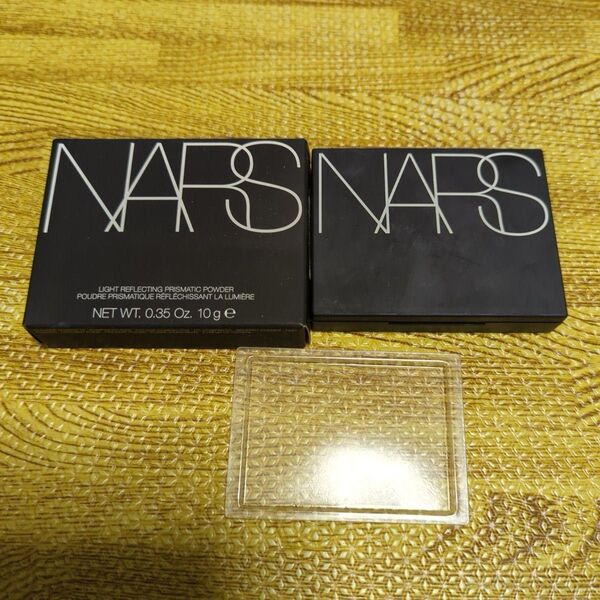 NARS
LIGHT REFLECTING PRISMATIC POWDER
POUDRE PRISMATIQUE RÉFLÉCHISSANT LA LUMIÈRE
NET WT. 0.35 Oz. 10 g ℮
NARS